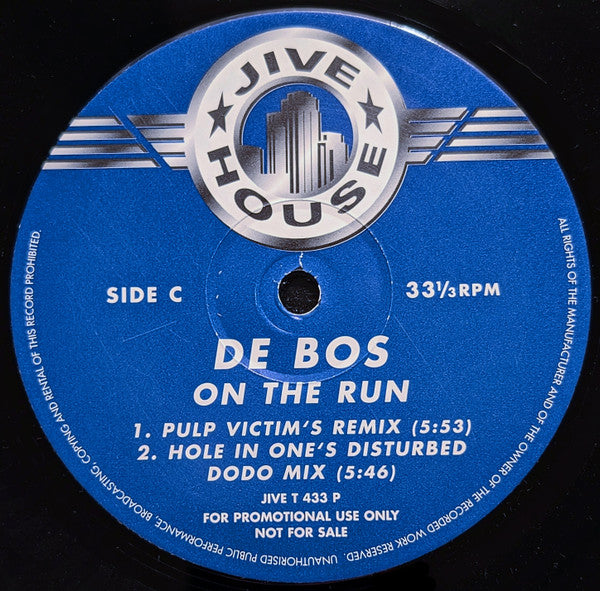 JIVE
HOUSE
SIDE C
33⅓ RPM
DE BOS
ON THE RUN
1. PULP VICTIM'S REMIX (5:53)
2. HOLE IN ONE'S DISTURBED
DODO MIX (5:46)
JIVE T 433 P
FOR PROMOTIONAL USE ONLY
NOT FOR SALE
ALL RIGHTS OF THE MANUFACTURER AND OF THE OWNER OF THE RECORDED WORK RESERVED. UNAUTHORISED PUBLIC PERFORMANCE, BROADCASTING, COPYING AND RENTAL OF THIS RECORD PROHIBITED.